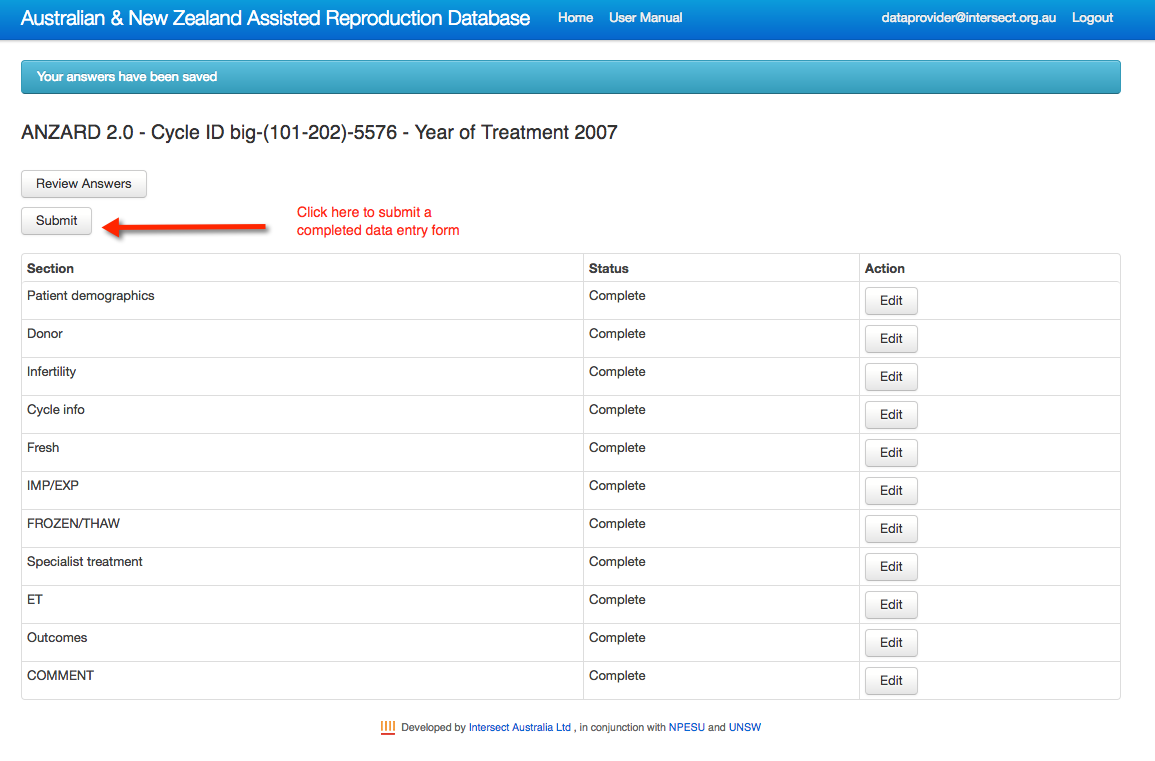 Australian & New Zealand Assisted Reproduction Database Home User Manual dataprovider@intersect.org.au Logout
Your answers have been saved
ANZARD 2.0 - Cycle ID big-(101-202)-5576 - Year of Treatment 2007
Review Answers
Submit
Click here to submit a
completed data entry form
Section Status Action
Patient demographics Complete Edit
Donor Complete Edit
Infertility Complete Edit
Cycle info Complete Edit
Fresh Complete Edit
IMP/EXP Complete Edit
FROZEN/THAW Complete Edit
Specialist treatment Complete Edit
ET Complete Edit
Outcomes Complete Edit
COMMENT Complete Edit
Developed by Intersect Australia Ltd , in conjunction with NPESU and UNSW